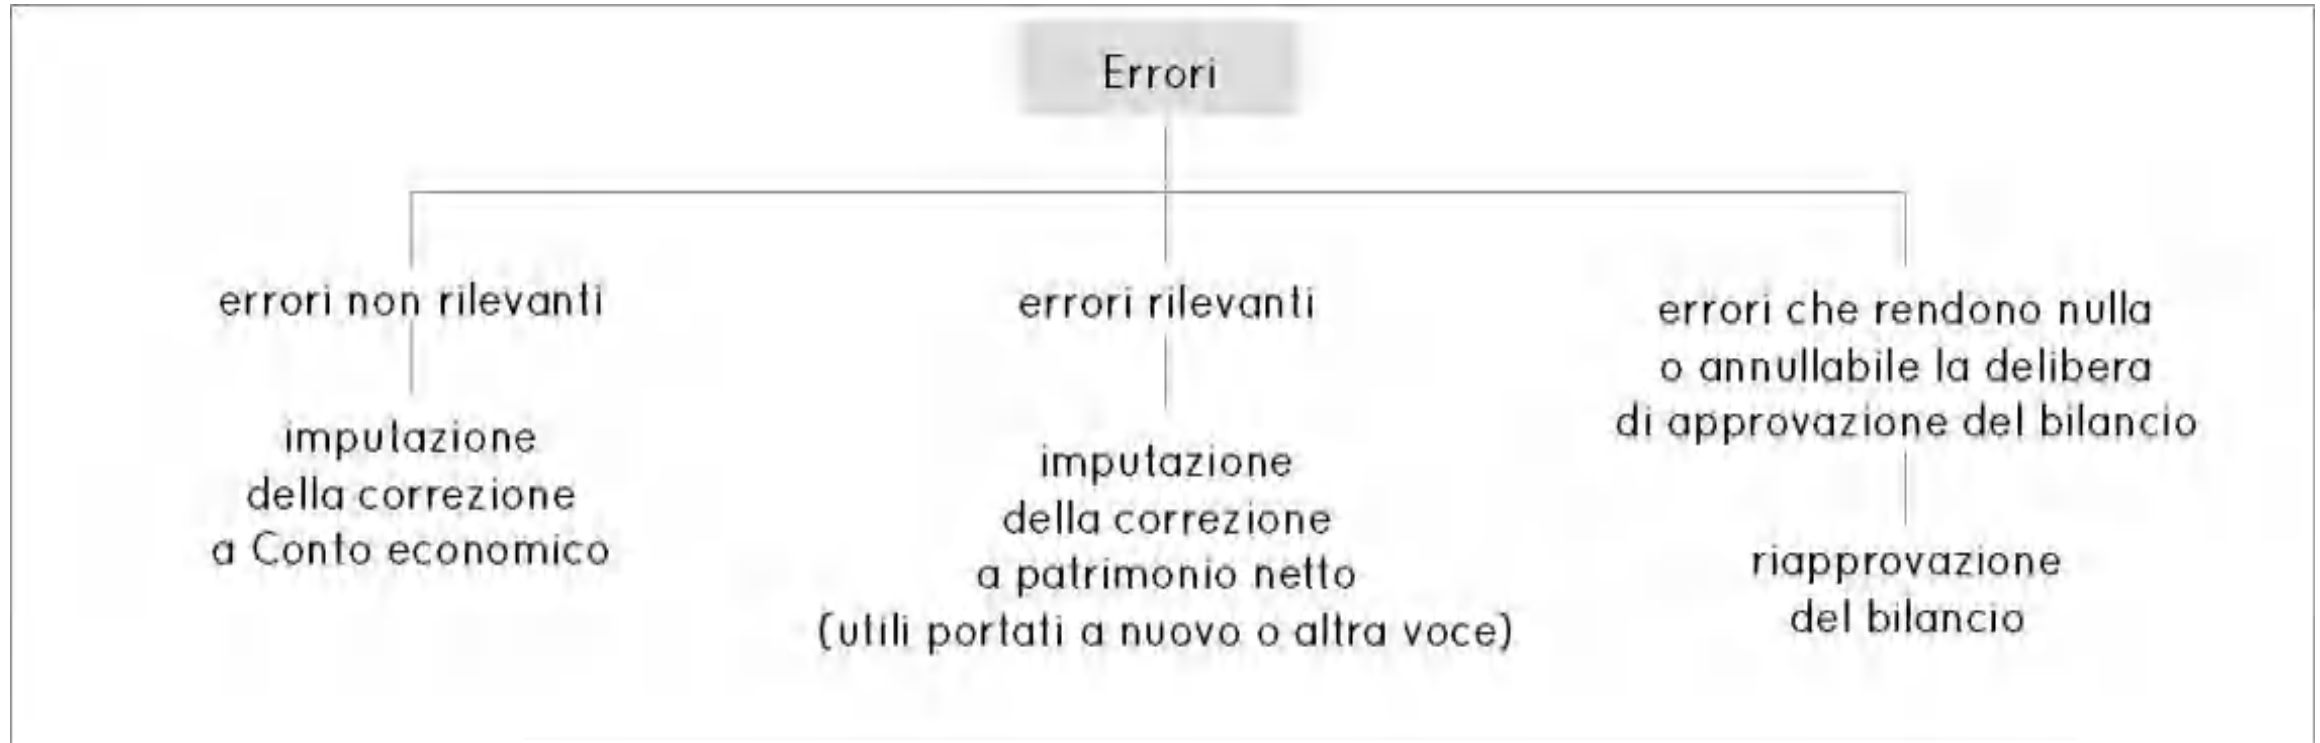 Errori
errori non rilevanti
imputazione
della correzione
a Conto economico
errori rilevanti
imputazione
della correzione
a patrimonio netto
(utili portati a nuovo o altra voce)
errori che rendono nulla
o annullabile la delibera
di approvazione del bilancio
riapprovazione
del bilancio